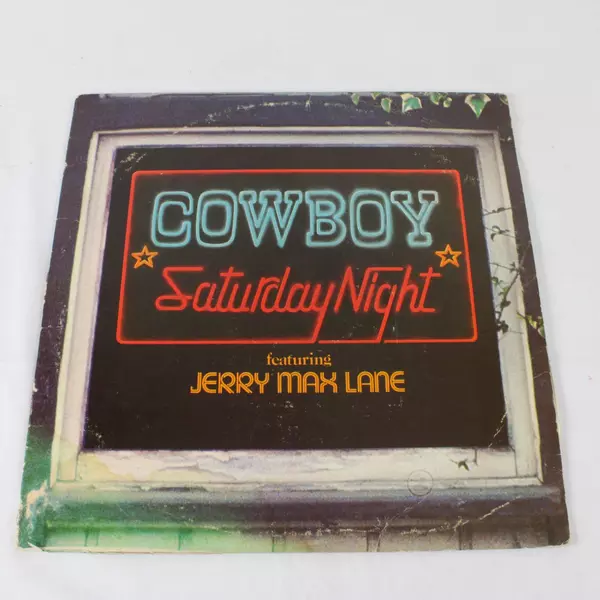 COWBOY
Saturday Night
featuring
JERRY MAX LANE